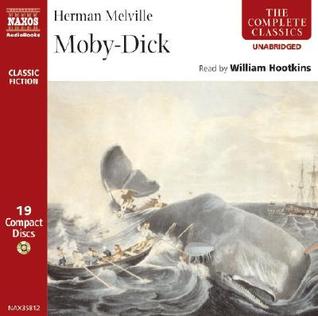 NAXOS
AudioBooks
CLASSIC
FICTION
19
Compact
Discs
NAX35812
Herman Melville
Moby-Dick
THE
COMPLETE
CLASSICS
UNABRIDGED
Read by William Hootkins